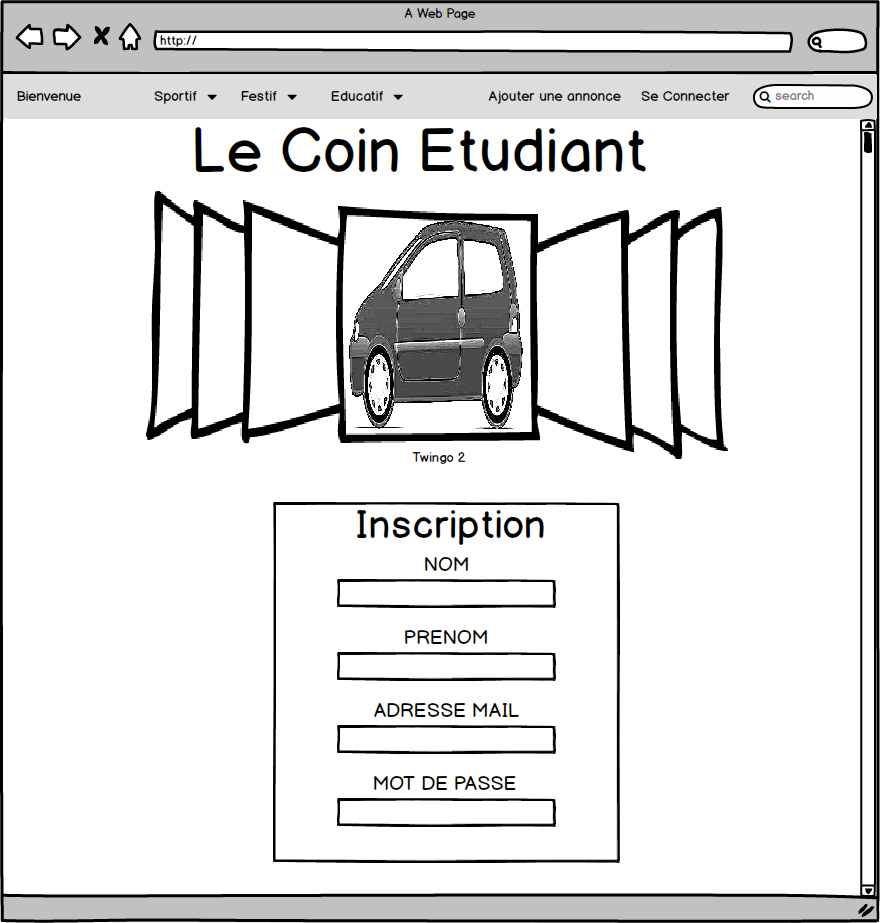 A Web Page
http://
Bienvenue Sportif Festif Educatif Ajouter une annonce Se Connecter search
Le Coin Etudiant
Twingo 2
Inscription
NOM
PRENOM
ADRESSE MAIL
MOT DE PASSE